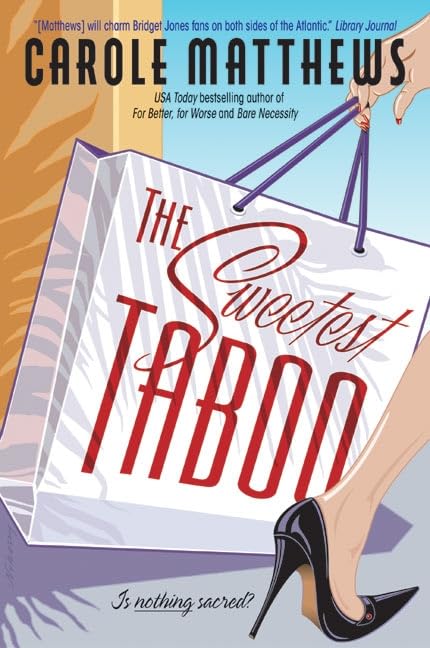 "[Matthews] will charm Bridget Jones fans on both sides of the Atlantic." Library Journal
CAROLE MATTHEWS
USA Today bestselling author of
For Better, for Worse and Bare Necessity
THE
Sweetest
TABOO
Is nothing sacred?